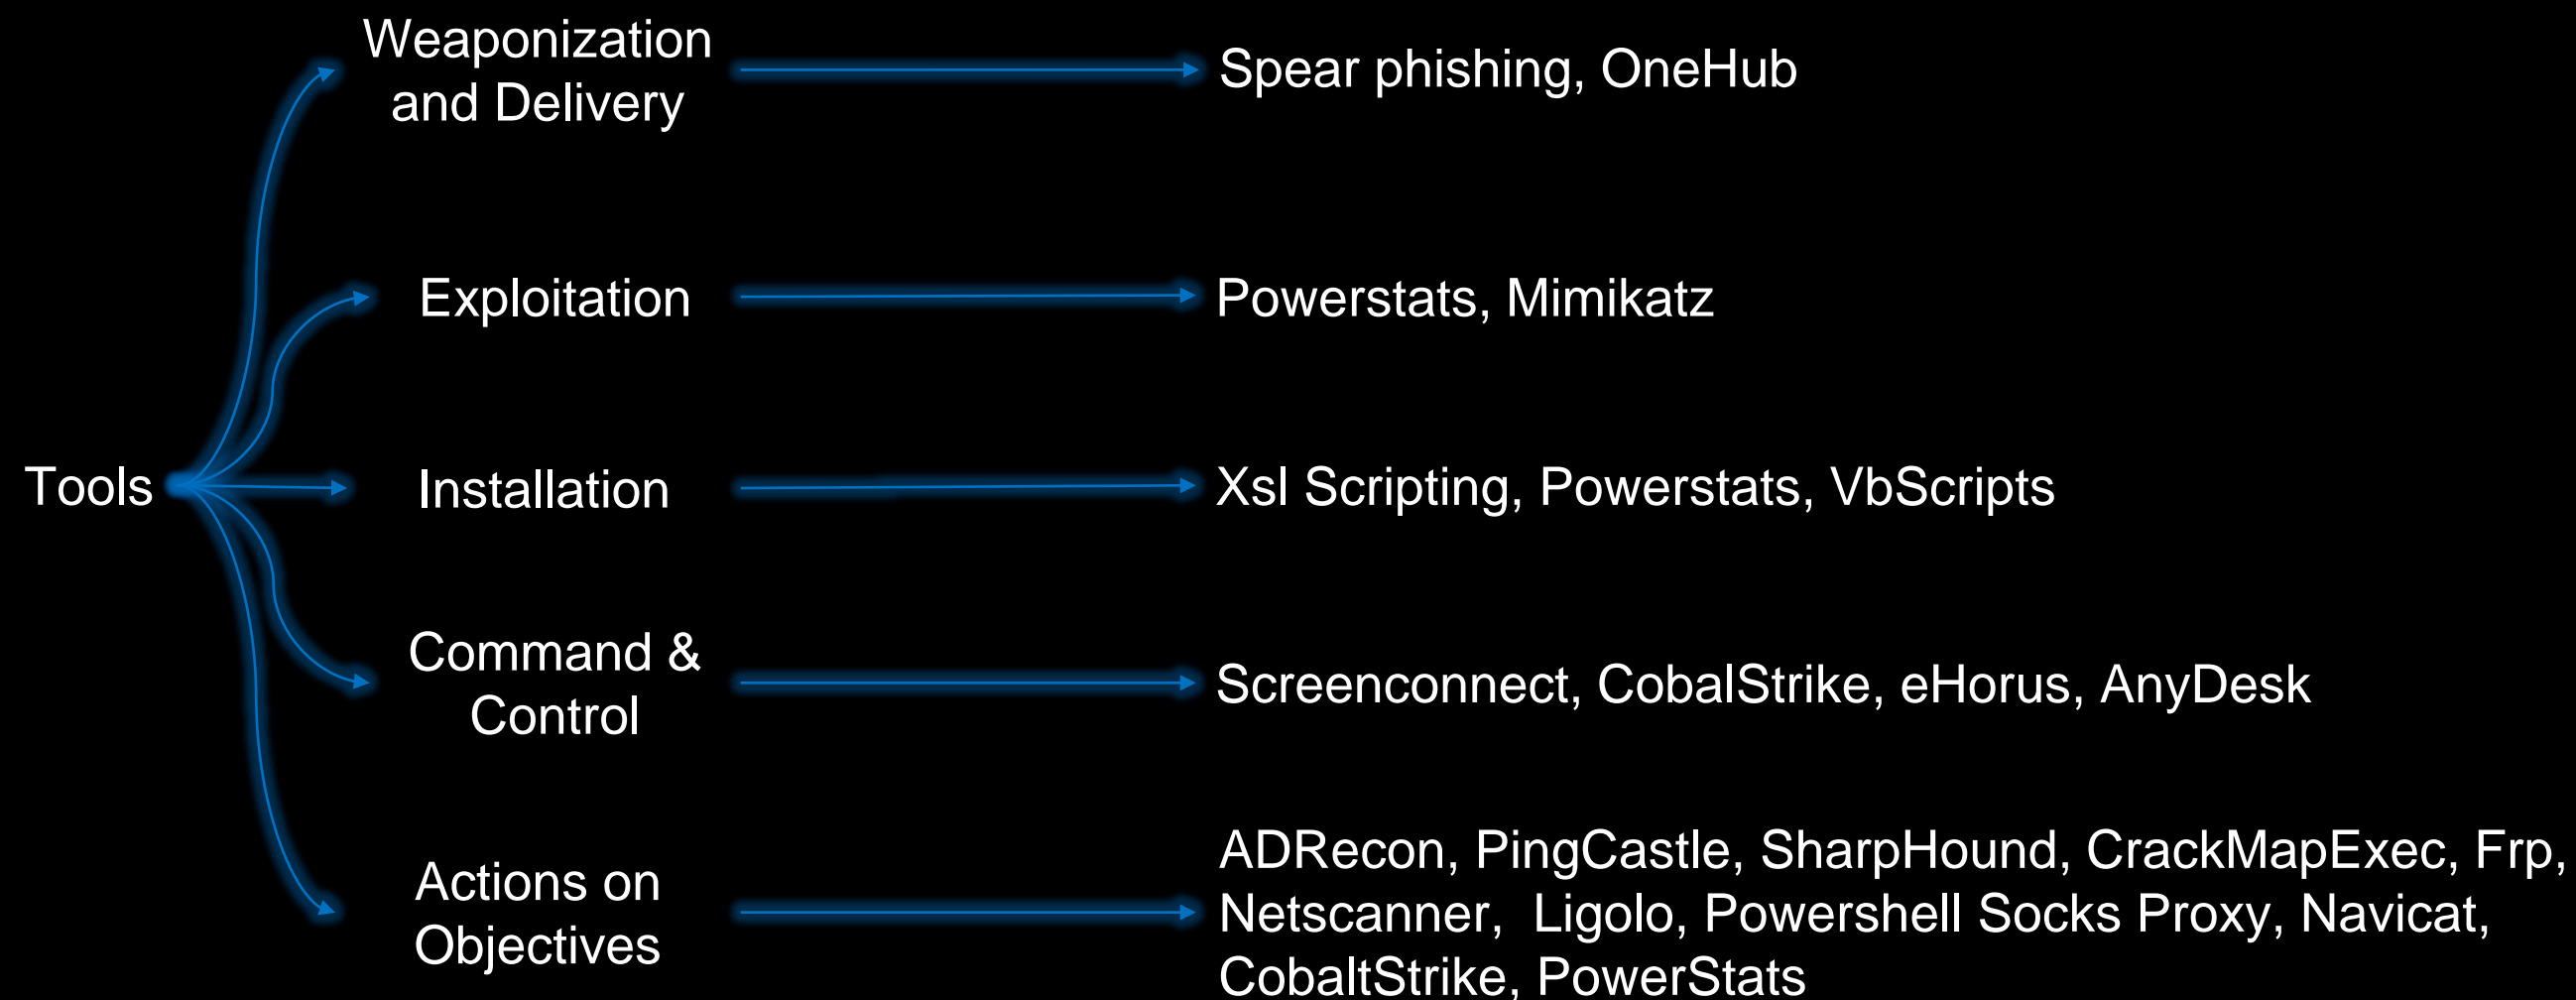 Weaponization
and Delivery
Spear phishing, OneHub
Exploitation
Powerstats, Mimikatz
Tools
Installation
Xsl Scripting, Powerstats, VbScripts
Command &
Control
Screenconnect, CobalStrike, eHorus, AnyDesk
Actions on
Objectives
ADRecon, PingCastle, SharpHound, CrackMapExec, Frp,
Netscanner, Ligolo, Powershell Socks Proxy, Navicat,
CobaltStrike, PowerStats